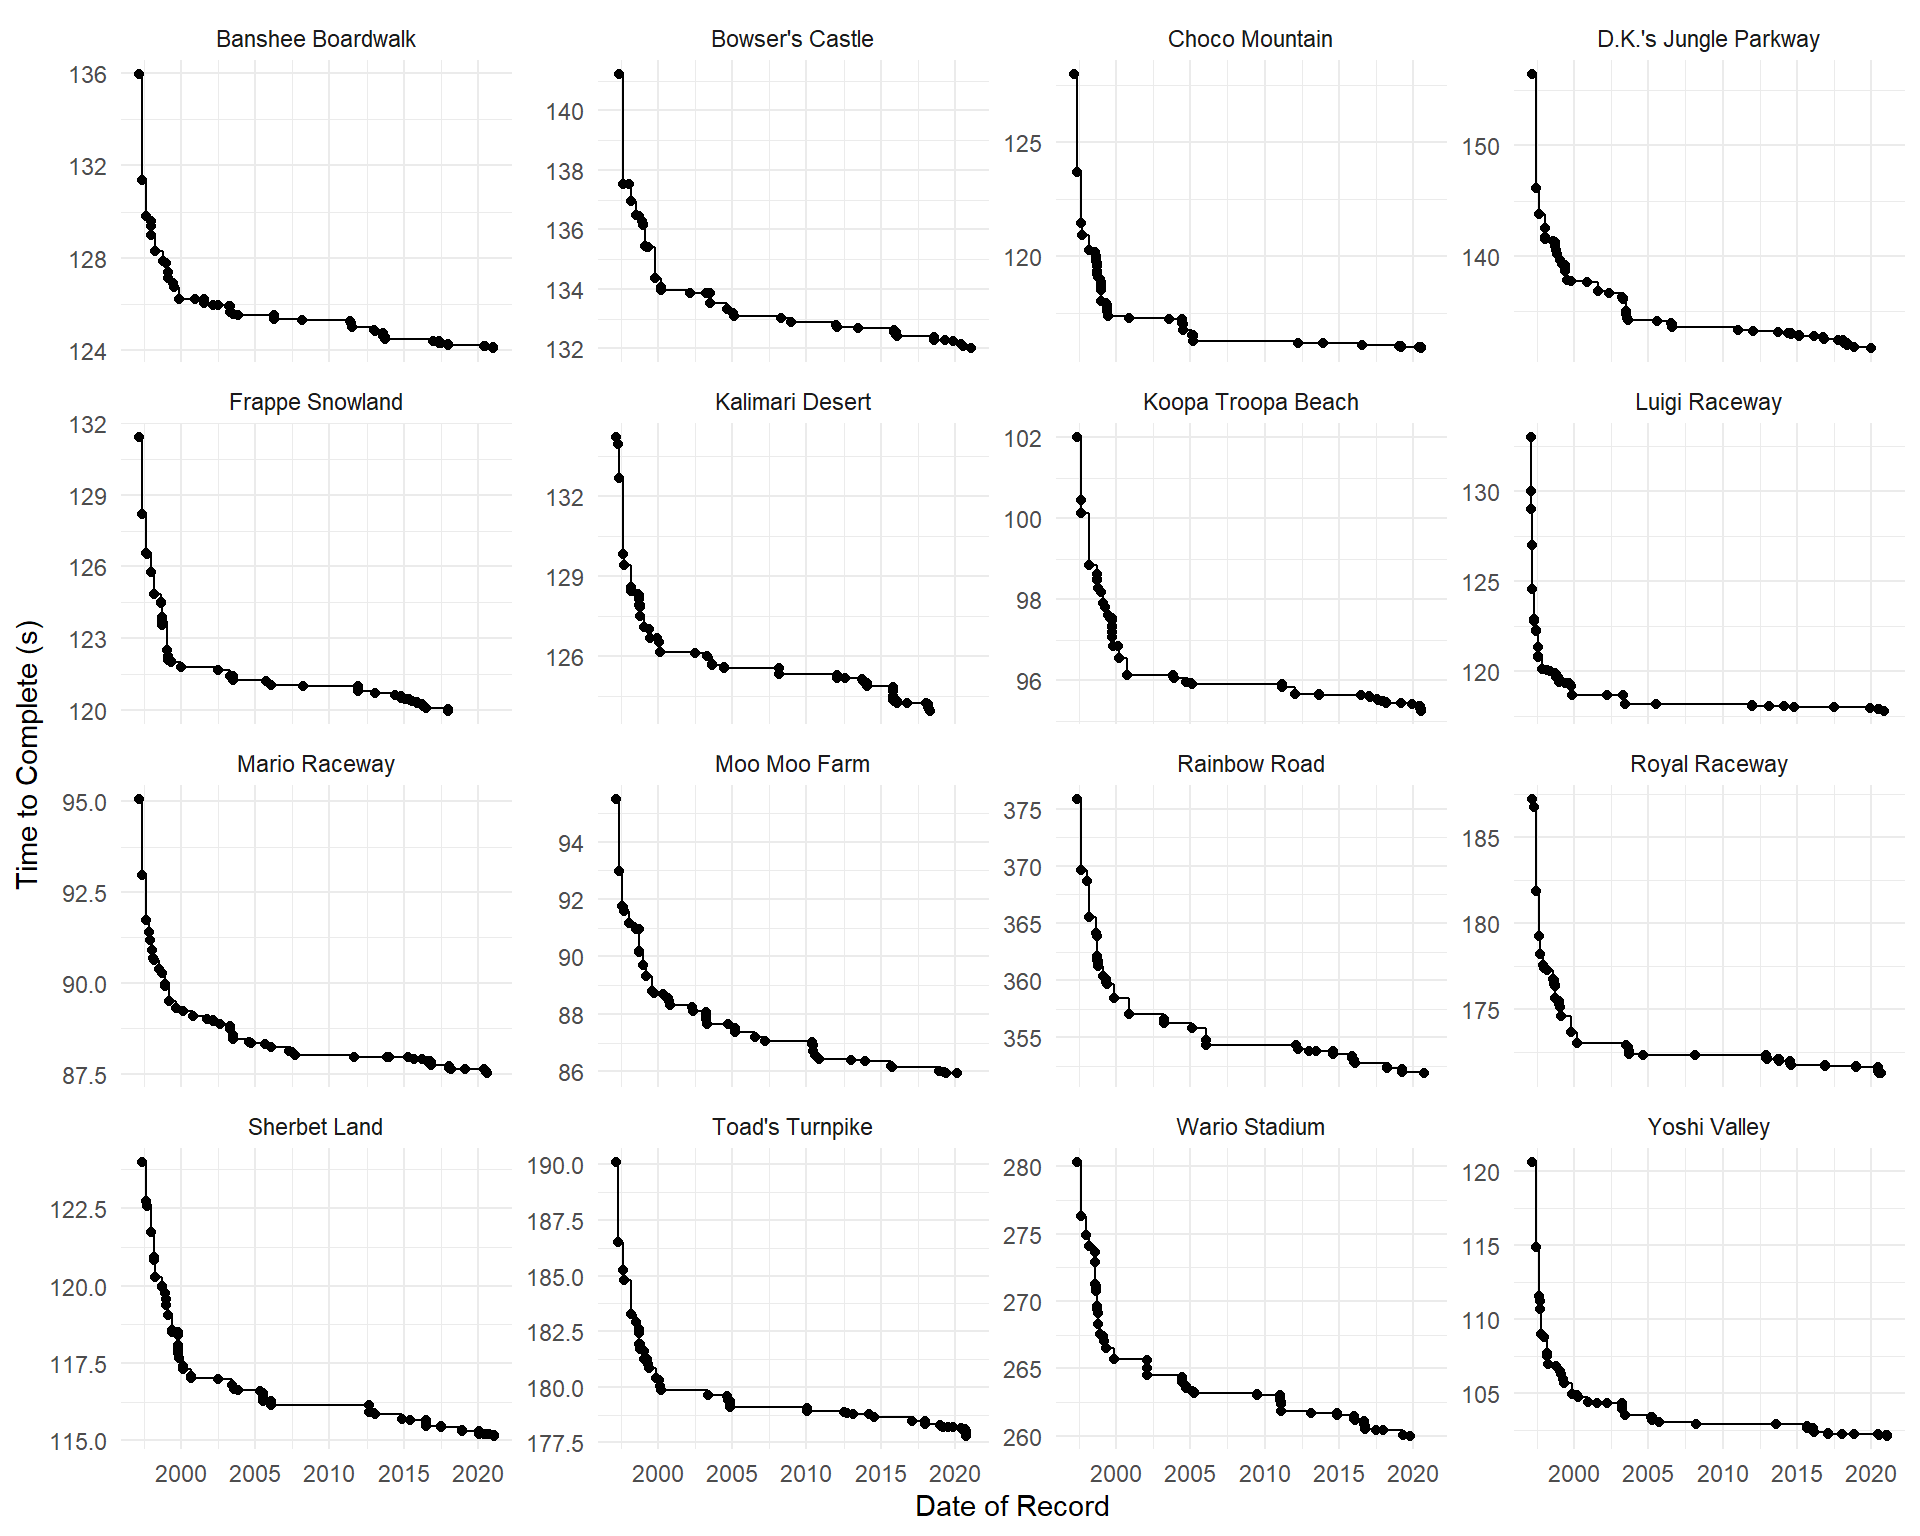 Banshee Boardwalk
Bowser's Castle
Choco Mountain
D.K.'s Jungle Parkway
136
132
128
124
140
138
136
134
132
125
120
150
140
Frappe Snowland
Kalimari Desert
Koopa Troopa Beach
Luigi Raceway
132
129
126
123
120
132
129
126
102
100
98
96
130
125
120
Time to Complete (s)
Mario Raceway
Moo Moo Farm
Rainbow Road
Royal Raceway
95.0
92.5
90.0
87.5
94
92
90
88
86
375
370
365
360
355
185
180
175
Sherbet Land
Toad's Turnpike
Wario Stadium
Yoshi Valley
122.5
120.0
117.5
115.0
190.0
187.5
185.0
182.5
180.0
177.5
280
275
270
265
260
120
115
110
105
2000 2005 2010 2015 2020
2000 2005 2010 2015 2020
2000 2005 2010 2015 2020
2000 2005 2010 2015 2020
Date of Record